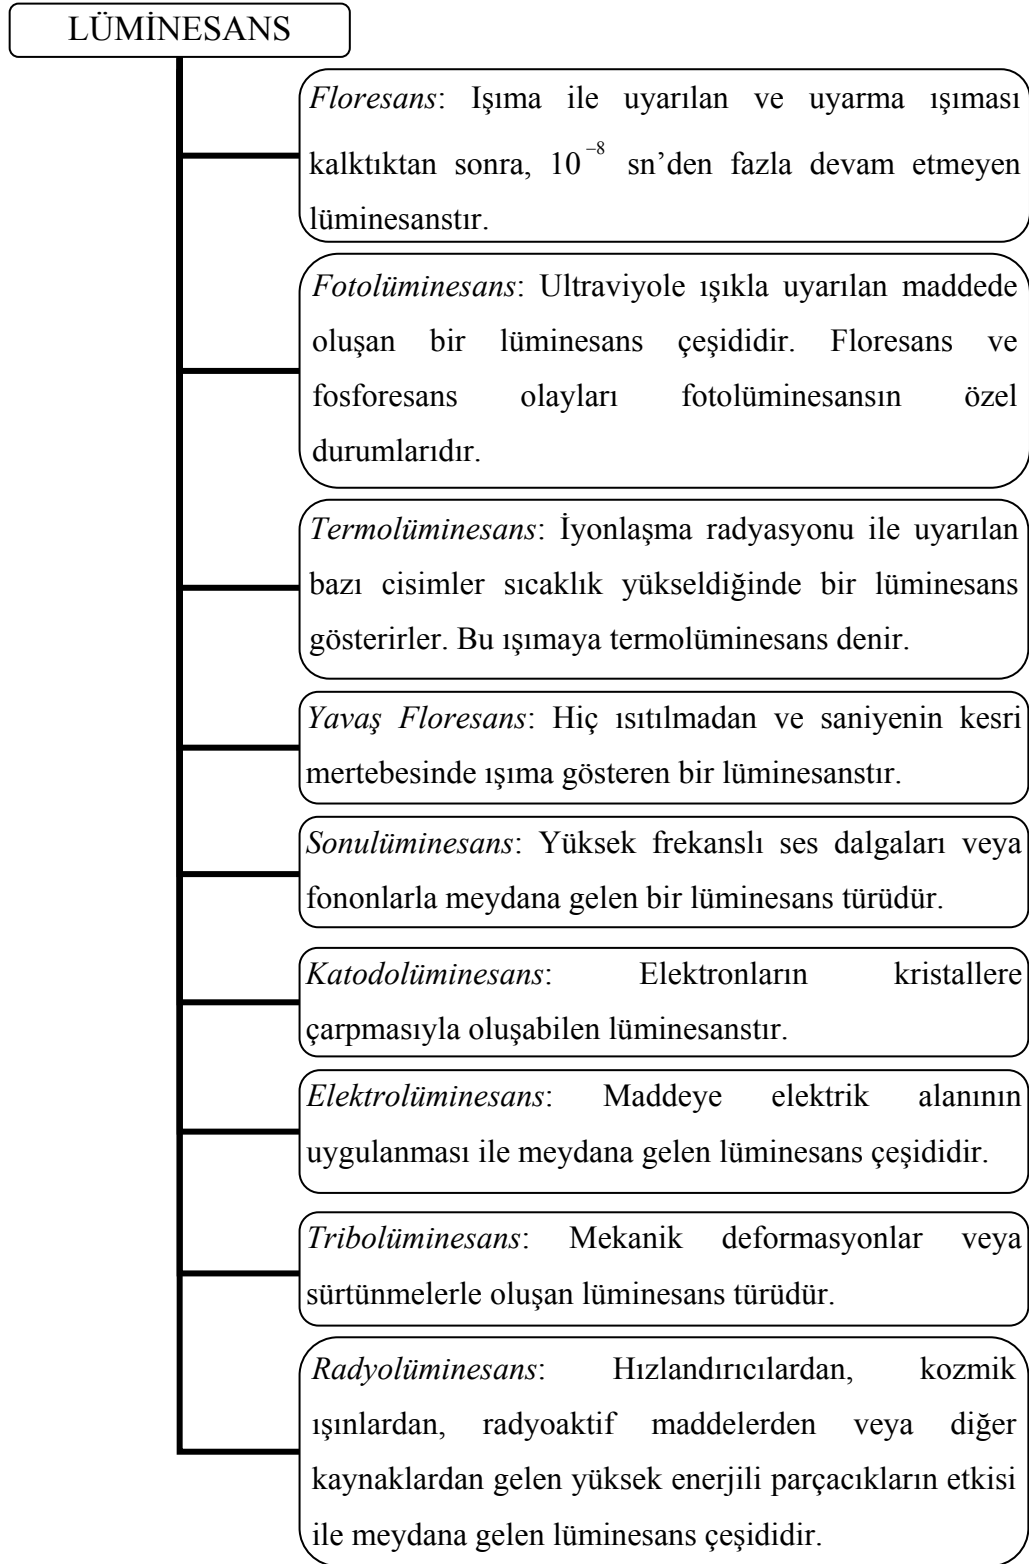 LÜMİNESANS
Floresans: Işıma ile uyarılan ve uyarma ışıması
kalktıktan sonra, 10⁻⁸ sn’den fazla devam etmeyen
lüminesanstır.
Fotolüminesans: Ultraviyole ışıkla uyarılan maddede
oluşan bir lüminesans çeşididir. Floresans ve
fosforesans olayları fotolüminesansın özel
durumlarıdır.
Termolüminesans: İyonlaşma radyasyonu ile uyarılan
bazı cisimler sıcaklık yükseldiğinde bir lüminesans
gösterirler. Bu ışımaya termolüminesans denir.
Yavaş Floresans: Hiç ısıtılmadan ve saniyenin kesri
mertebesinde ışıma gösteren bir lüminesanstır.
Sonulüminesans: Yüksek frekanslı ses dalgaları veya
fononlarla meydana gelen bir lüminesans türüdür.
Katodolüminesans: Elektronların kristallere
çarpmasıyla oluşabilen lüminesanstır.
Elektrolüminesans: Maddeye elektrik alanının
uygulanması ile meydana gelen lüminesans çeşididir.
Tribolüminesans: Mekanik deformasyonlar veya
sürtünmelerle oluşan lüminesans türüdür.
Radyolüminesans: Hızlandırıcılardan, kozmik
ışınlardan, radyoaktif maddelerden veya diğer
kaynaklardan gelen yüksek enerjili parçacıkların etkisi
ile meydana gelen lüminesans çeşididir.